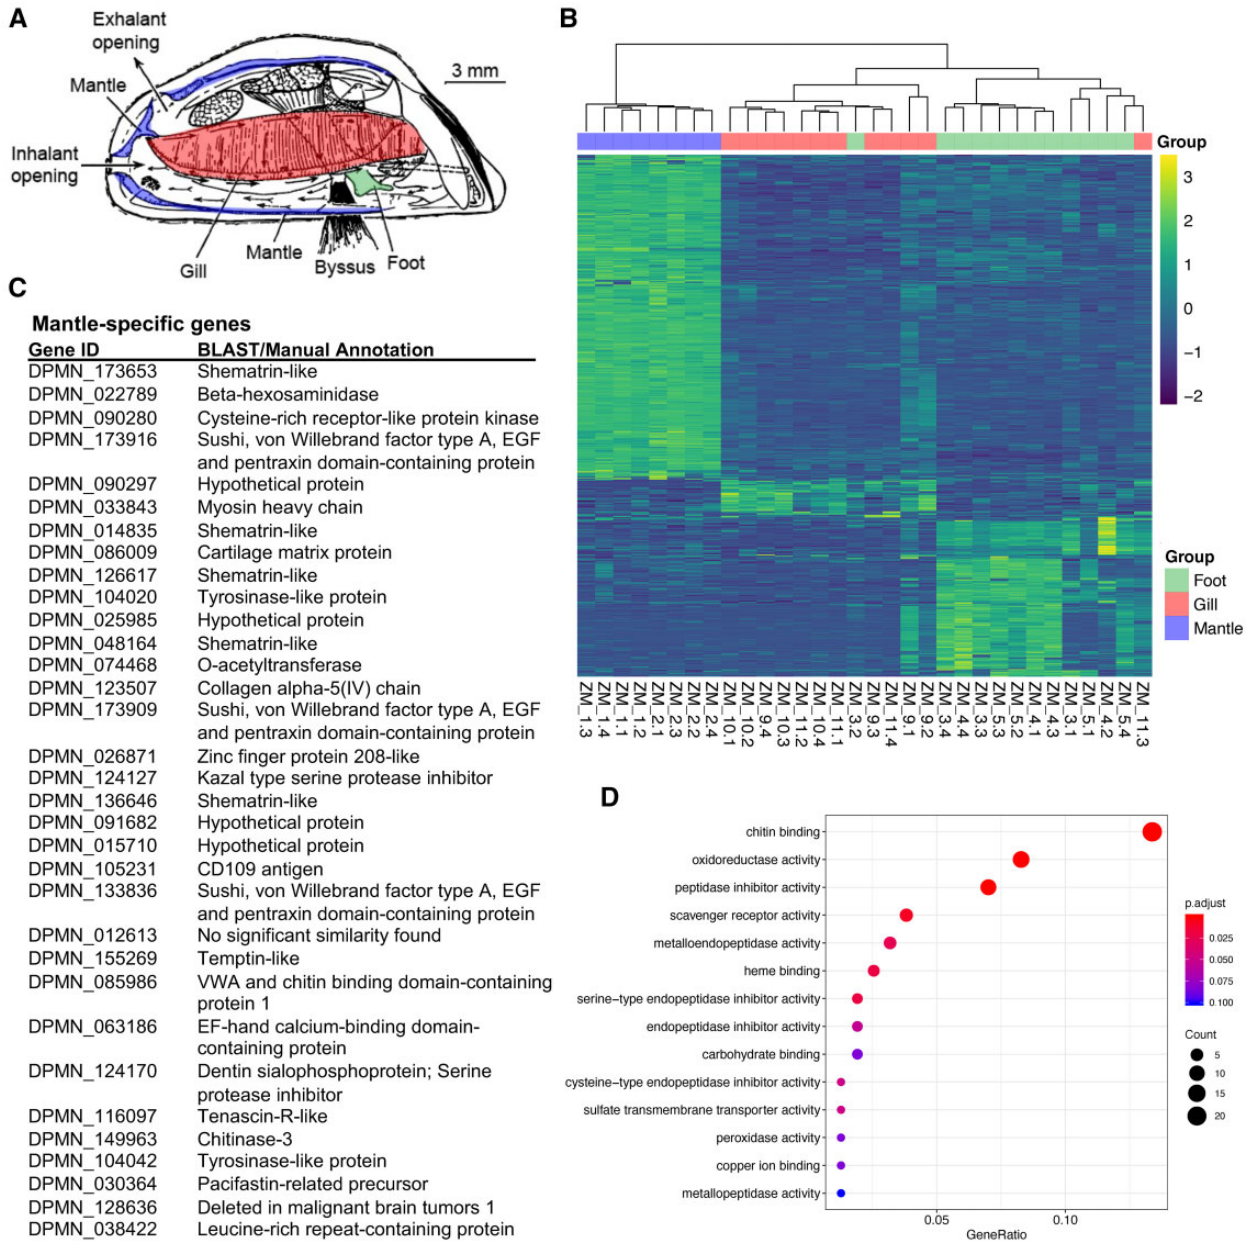 A
Exhalant
opening
Mantle
3 mm
Inhalant
opening
Gill
Mantle
Byssus
Foot
B
Group
3
2
1
0
−1
−2
Group
Foot
Gill
Mantle
ZM_1.3
ZM_1.4
ZM_1.1
ZM_1.2
ZM_2.1
ZM_2.3
ZM_2.2
ZM_2.4
ZM_10.1
ZM_10.2
ZM_9.4
ZM_10.3
ZM_11.2
ZM_10.4
ZM_11.1
ZM_3.2
ZM_9.3
ZM_11.4
ZM_9.1
ZM_9.2
ZM_3.4
ZM_4.4
ZM_3.3
ZM_5.3
ZM_5.2
ZM_4.1
ZM_4.3
ZM_3.1
ZM_5.1
ZM_4.2
ZM_5.4
ZM_11.3
C
Mantle-specific genes
Gene ID BLAST/Manual Annotation
DPMN_173653 Shematrin-like
DPMN_022789 Beta-hexosaminidase
DPMN_090280 Cysteine-rich receptor-like protein kinase
DPMN_173916 Sushi, von Willebrand factor type A, EGF
and pentraxin domain-containing protein
DPMN_090297 Hypothetical protein
DPMN_033843 Myosin heavy chain
DPMN_014835 Shematrin-like
DPMN_086009 Cartilage matrix protein
DPMN_126617 Shematrin-like
DPMN_104020 Tyrosinase-like protein
DPMN_025985 Hypothetical protein
DPMN_048164 Shematrin-like
DPMN_074468 O-acetyltransferase
DPMN_123507 Collagen alpha-5(IV) chain
DPMN_173909 Sushi, von Willebrand factor type A, EGF
and pentraxin domain-containing protein
DPMN_026871 Zinc finger protein 208-like
DPMN_124127 Kazal type serine protease inhibitor
DPMN_136646 Shematrin-like
DPMN_091682 Hypothetical protein
DPMN_015710 Hypothetical protein
DPMN_105231 CD109 antigen
DPMN_133836 Sushi, von Willebrand factor type A, EGF
and pentraxin domain-containing protein
DPMN_012613 No significant similarity found
DPMN_155269 Temptin-like
DPMN_085986 VWA and chitin binding domain-containing
protein 1
DPMN_063186 EF-hand calcium-binding domain-
containing protein
DPMN_124170 Dentin sialophosphoprotein; Serine
protease inhibitor
DPMN_116097 Tenascin-R-like
DPMN_149963 Chitinase-3
DPMN_104042 Tyrosinase-like protein
DPMN_030364 Pacifastin-related precursor
DPMN_128636 Deleted in malignant brain tumors 1
DPMN_038422 Leucine-rich repeat-containing protein
D
chitin binding
oxidoreductase activity
peptidase inhibitor activity
scavenger receptor activity
metalloendopeptidase activity
heme binding
serine−type endopeptidase inhibitor activity
endopeptidase inhibitor activity
carbohydrate binding
cysteine−type endopeptidase inhibitor activity
sulfate transmembrane transporter activity
peroxidase activity
copper ion binding
metallopeptidase activity
0.05
0.10
GeneRatio
p.adjust
0.025
0.050
0.075
0.100
Count
5
10
15
20